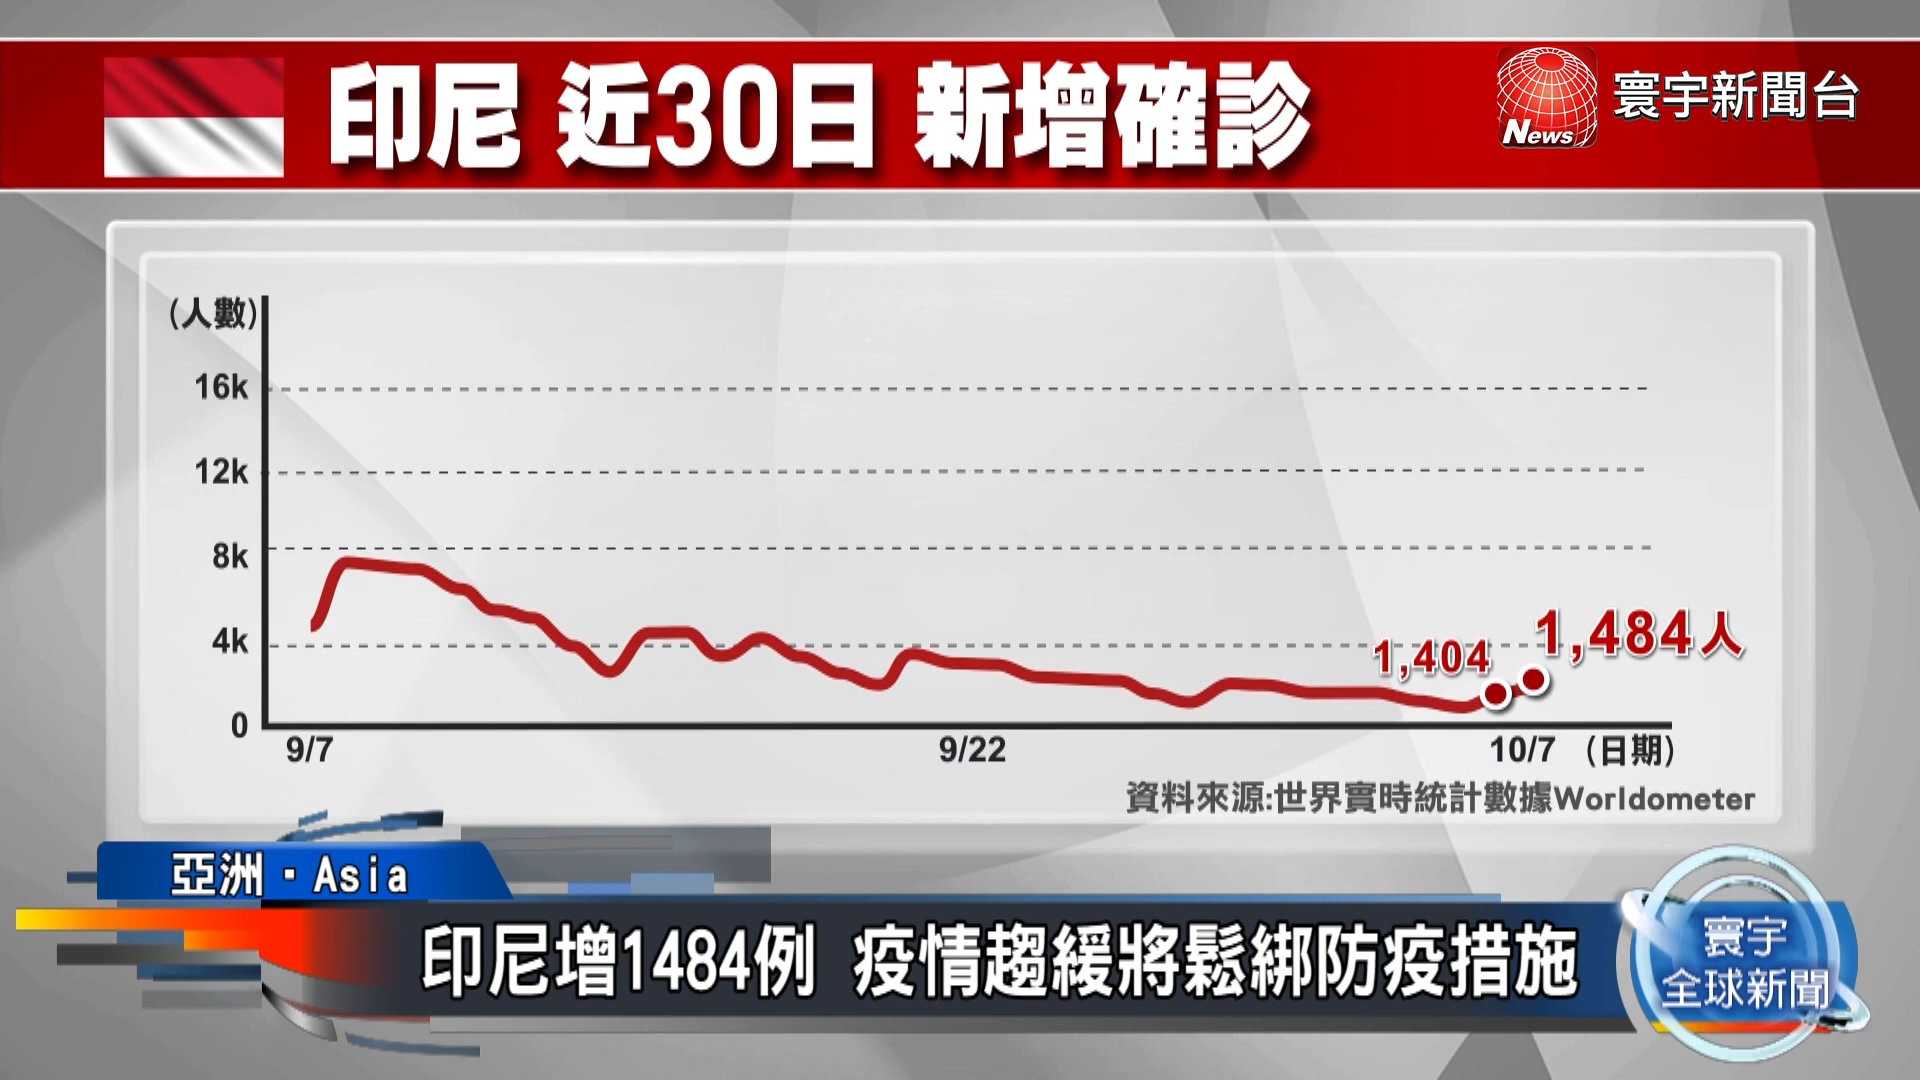 印尼 近30日 新增確診
News
寰宇新聞台
(人數)
16k
12k
8k
4k
0
1,404
1,484人
9/7
9/22
10/7
(日期)
資料來源:世界實時統計數據Worldometer
亞洲·Asia
印尼增1484例 疫情趨緩將鬆綁防疫措施
寰宇
全球新聞